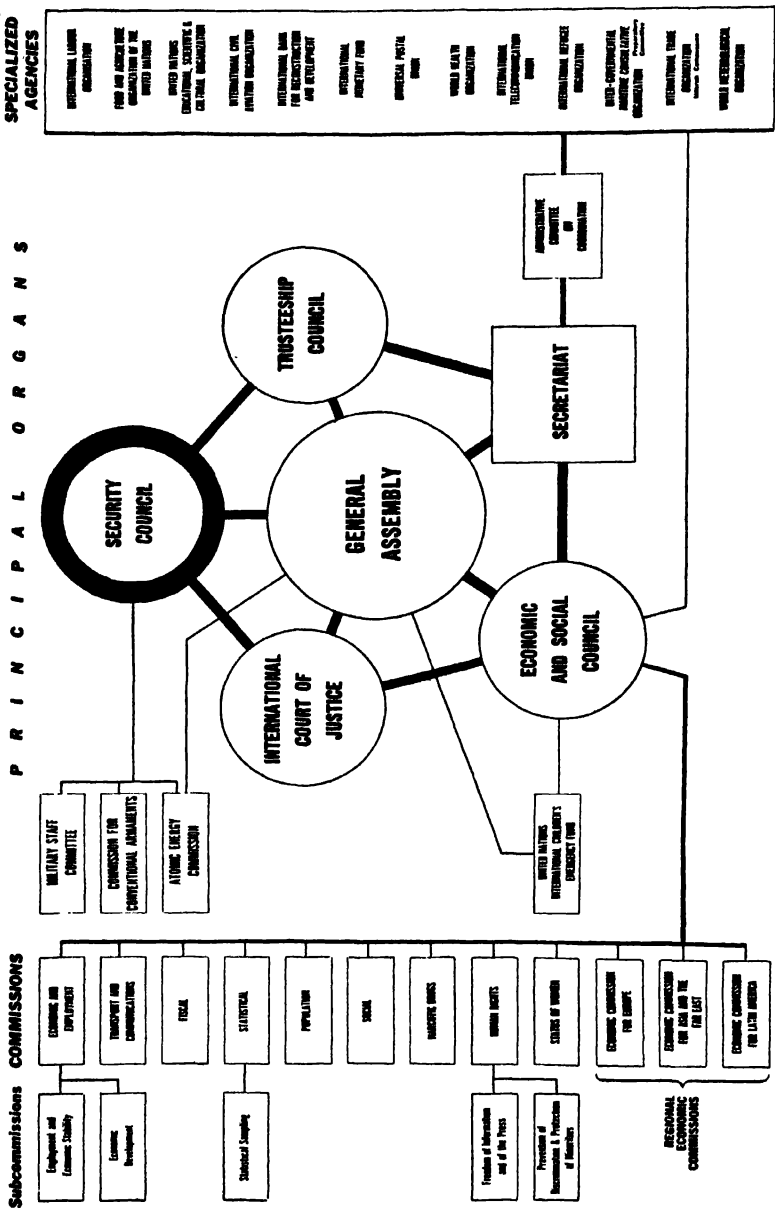 PRINCIPAL ORGANS
SPECIALIZED
AGENCIES
INTERNATIONAL LABOUR
ORGANISATION
FOOD AND AGRICULTURE
ORGANIZATION OF THE
UNITED NATIONS
UNITED NATIONS
EDUCATIONAL, SCIENTIFIC &
CULTURAL ORGANIZATION
INTERNATIONAL CIVIL
AVIATION ORGANIZATION
INTERNATIONAL BANK
FOR RECONSTRUCTION
AND DEVELOPMENT
INTERNATIONAL
MONETARY FUND
UNIVERSAL POSTAL
UNION
WORLD HEALTH
ORGANIZATION
INTERNATIONAL
TELECOMMUNICATION
UNION
INTERNATIONAL REFUGEE
ORGANIZATION
INTER-GOVERNMENTAL
MARITIME CONSULTATIVE
ORGANIZATION Preparatory
Committee
INTERNATIONAL TRADE
ORGANIZATION
WORLD METEOROLOGICAL
ORGANIZATION
SECURITY
COUNCIL
TRUSTEESHIP
COUNCIL
GENERAL
ASSEMBLY
INTERNATIONAL
COURT OF
JUSTICE
ECONOMIC
AND SOCIAL
COUNCIL
SECRETARIAT
ADMINISTRATIVE
COMMITTEE
ON
COORDINATION
MILITARY STAFF
COMMITTEE
COMMISSION FOR
CONVENTIONAL ARMAMENTS
ATOMIC ENERGY
COMMISSION
UNITED NATIONS
INTERNATIONAL CHILDREN'S
EMERGENCY FUND
COMMISSIONS
ECONOMIC AND
EMPLOYMENT
TRANSPORT AND
COMMUNICATIONS
FISCAL
STATISTICAL
POPULATION
SOCIAL
NARCOTIC DRUGS
HUMAN RIGHTS
STATUS OF WOMEN
ECONOMIC COMMISSION
FOR EUROPE
ECONOMIC COMMISSION
FOR ASIA AND THE
FAR EAST
ECONOMIC COMMISSION
FOR LATIN AMERICA
Subcommissions
Employment and
Economic Stability
Economic
Development
Statistical Sampling
Freedom of Information
and of the Press
Prevention of
Discrimination & Protection
of Minorities
REGIONAL
ECONOMIC
COMMISSIONS